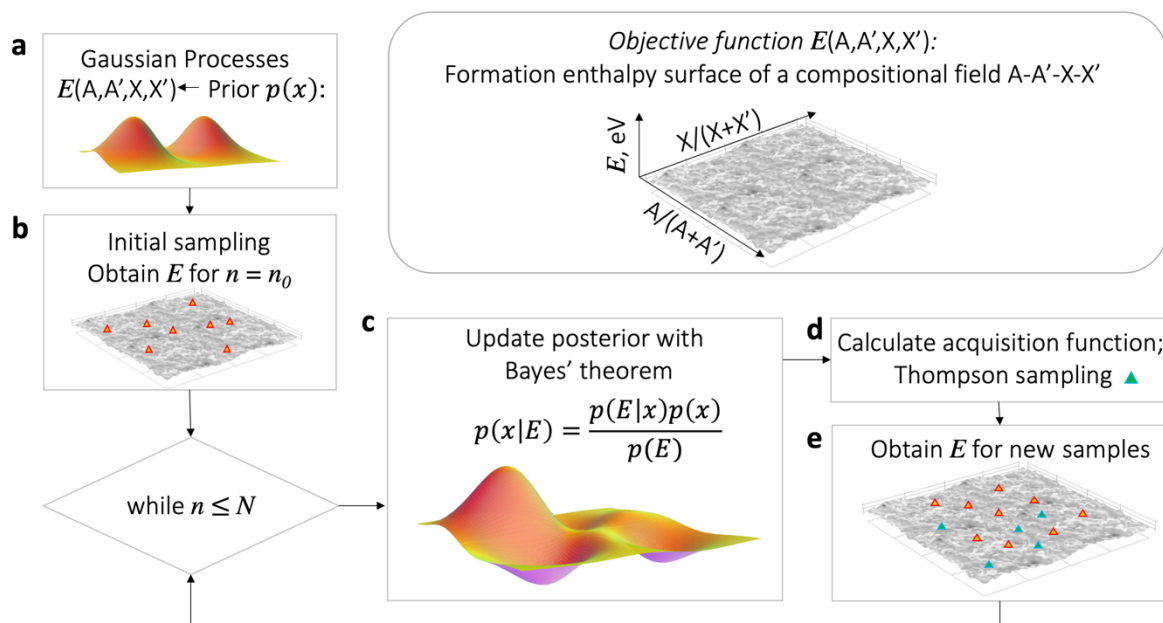 a
Gaussian Processes
E(A,A′,X,X′)← Prior p(x):
Objective function E(A,A′,X,X′):
Formation enthalpy surface of a compositional field A-A′-X-X′
E, eV
X/(X+X′)
A/(A+A′)
b
Initial sampling
Obtain E for n = n₀
while n ≤ N
c
Update posterior with
Bayes’ theorem
p(x|E) = p(E|x)p(x) / p(E)
d
Calculate acquisition function;
Thompson sampling
e
Obtain E for new samples